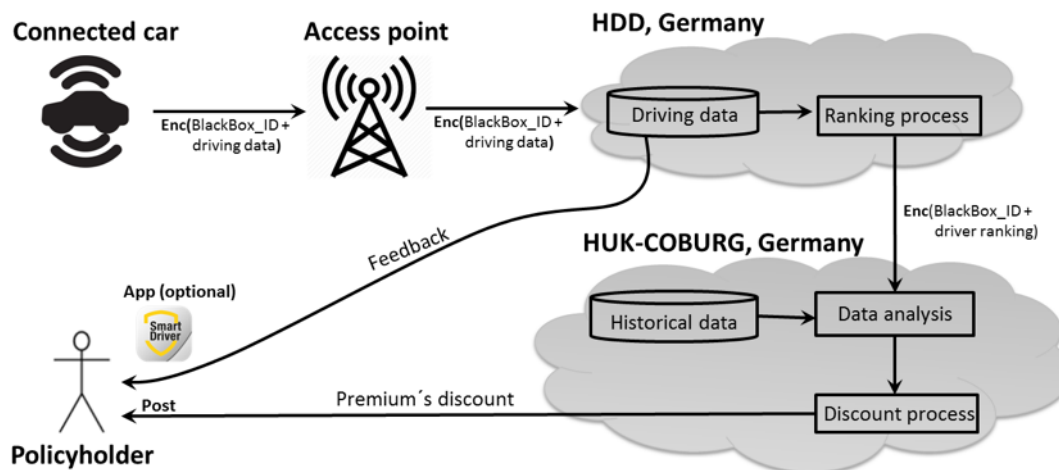 Connected car
Access point
HDD, Germany
Enc(BlackBox_ID +
driving data)
Enc(BlackBox_ID +
driving data)
Driving data
Ranking process
Enc(BlackBox_ID +
driver ranking)
Feedback
HUK-COBURG, Germany
App (optional)
Smart
Driver
Historical data
Data analysis
Premium´s discount
Post
Discount process
Policyholder